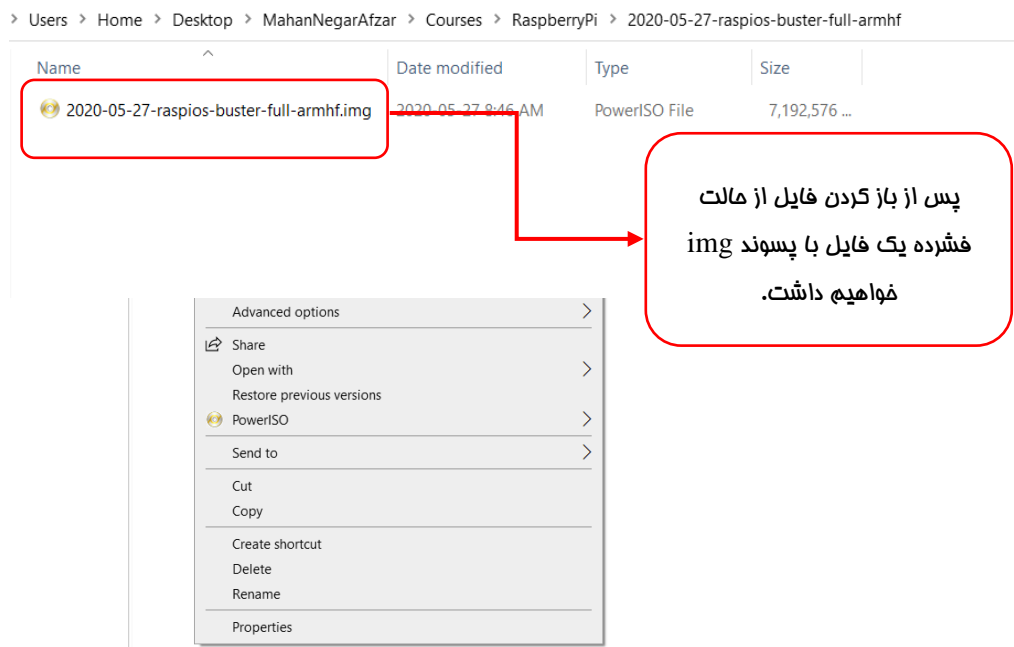 > Users > Home > Desktop > MahanNegarAfzar > Courses > RaspberryPi > 2020-05-27-raspios-buster-full-armhf
Name Date modified Type Size
2020-05-27-raspios-buster-full-armhf.img 2020-05-27 8:46 AM PowerISO File 7,192,576 ...
پس از باز کردن فایل از حالت
فشرده یک فایل با پسوند img
خواهیم داشت.
Advanced options
Share
Open with
Restore previous versions
PowerISO
Send to
Cut
Copy
Create shortcut
Delete
Rename
Properties